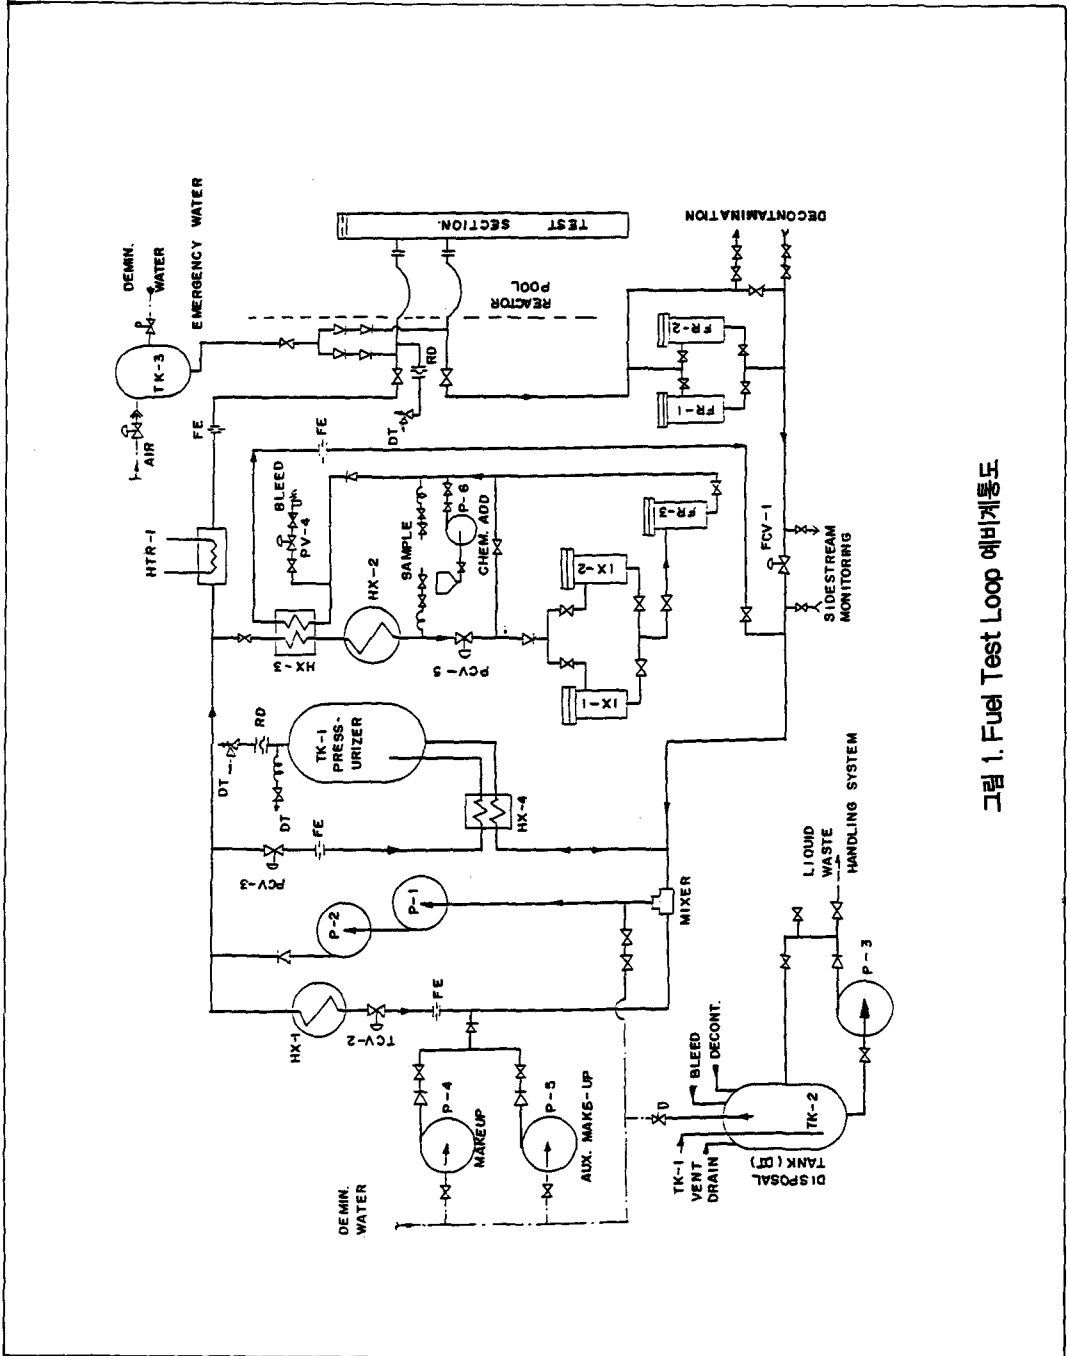 DEMIN.
WATER
EMERGENCY WATER
TK-3
AIR
FE
HTR-1
TEST SECTION.
REACTOR
POOL
DECONTAMINATION
RD
DT
FE
BLEED
PV-4
HX-3
HX-2
SAMPLE
P-6
CHEM. ADD
PCV-5
IX-1
IX-2
FR-3
FR-1
FR-2
FCV-1
SIDESTREAM
MONITORING
DT
RD
DT
TK-1
PRESS-
URIZER
HX-4
PCV-3
FE
P-2
P-1
MIXER
HX-1
TCV-2
FE
P-4
MAKEUP
P-5
AUX. MAKE-UP
DEMIN.
WATER
LIQUID
WASTE
HANDLING SYSTEM
P-3
BLEED
DECONT.
TK-2
TK-1
VENT
DRAIN
DISPOSAL
그림 1. Fuel Test Loop 예비계통도